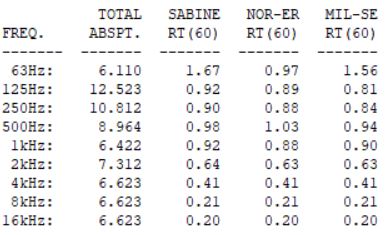 TOTAL SABINE NOR-ER MIL-SE
FREQ. ABSPT. RT(60) RT(60) RT(60)
------- ------- ------- ------- -------
63Hz: 6.110 1.67 0.97 1.56
125Hz: 12.523 0.92 0.89 0.81
250Hz: 10.812 0.90 0.88 0.84
500Hz: 8.964 0.98 1.03 0.94
1kHz: 6.422 0.92 0.88 0.90
2kHz: 7.312 0.64 0.63 0.63
4kHz: 6.623 0.41 0.41 0.41
8kHz: 6.623 0.21 0.21 0.21
16kHz: 6.623 0.20 0.20 0.20